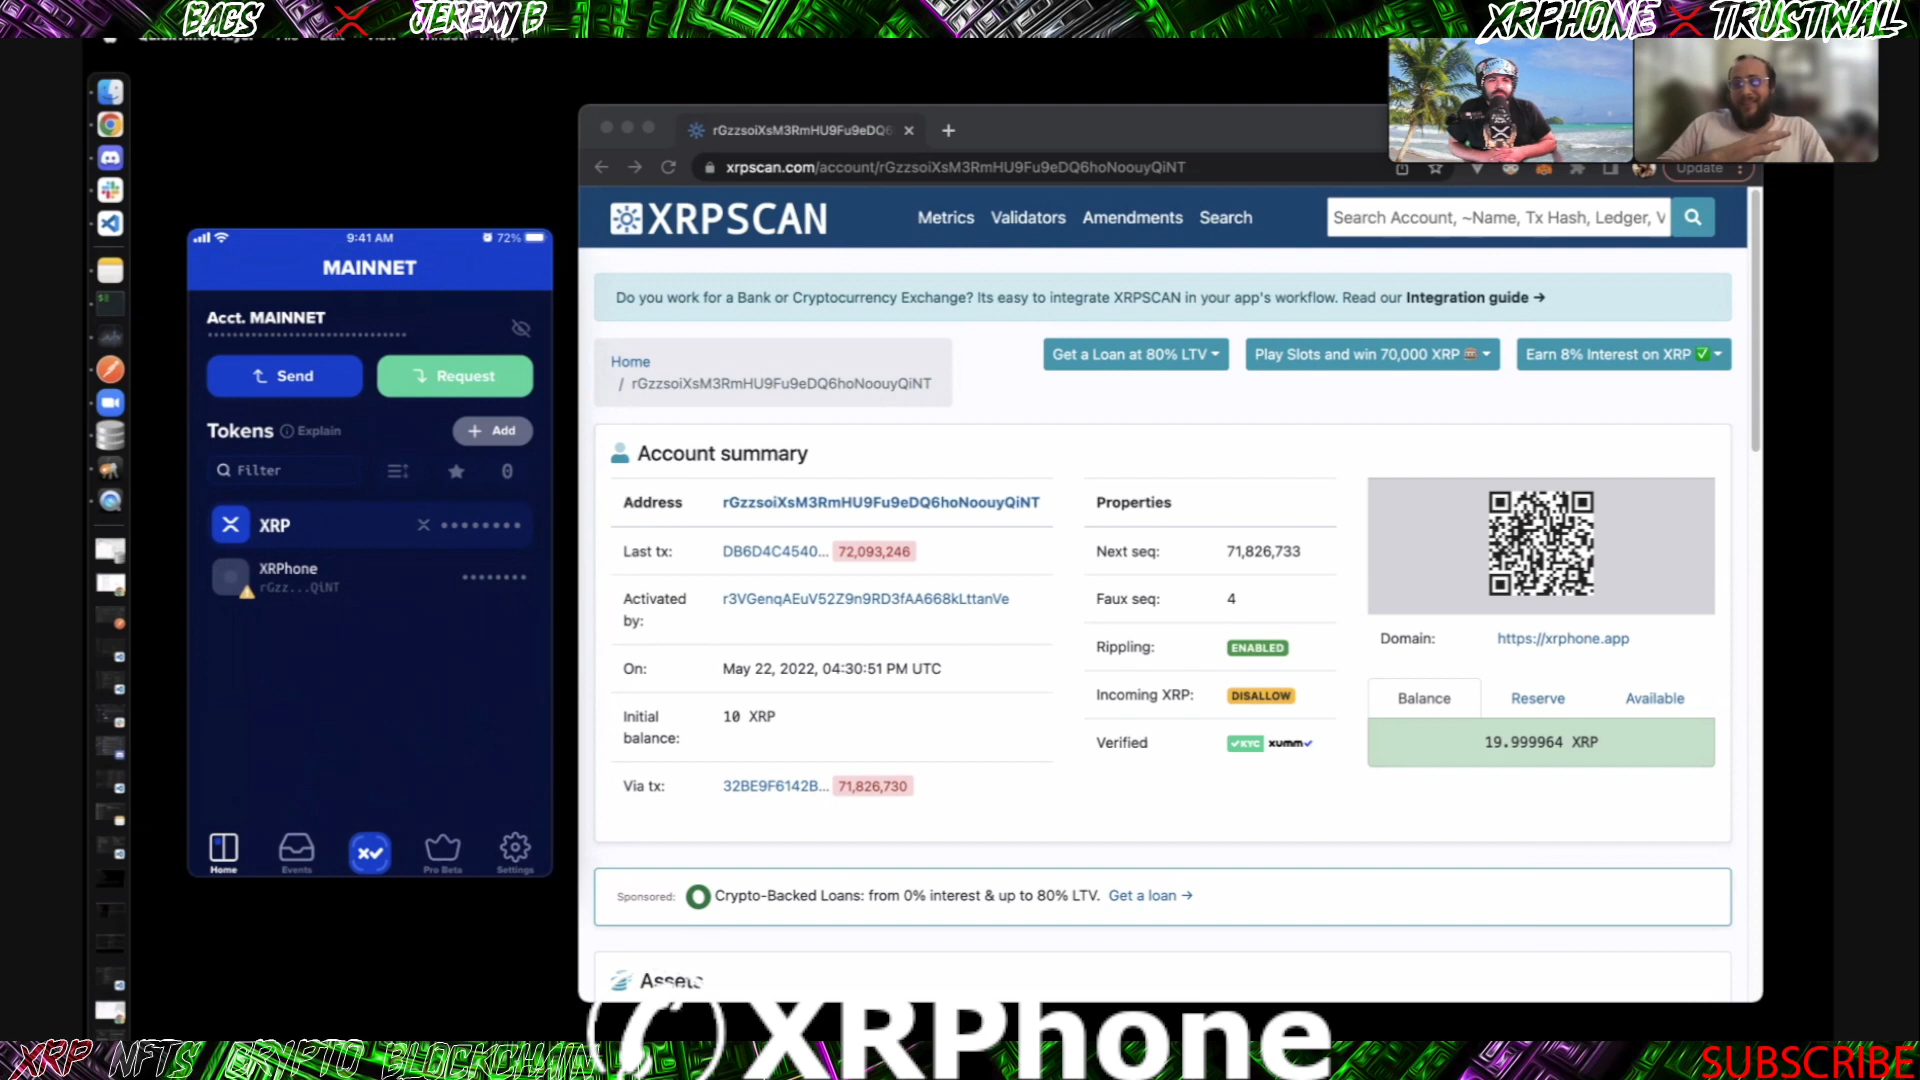 BAGS X JEREMY B
XRPHONE X TRUSTWAL
rGzzsoiXsM3RmHU9Fu9eDQ6
xrpscan.com/account/rGzzsoiXsM3RmHU9Fu9eDQ6hoNoouyQiNT
Update
XRPSCAN
Metrics Validators Amendments Search
Search Account, ~Name, Tx Hash, Ledger, V
Do you work for a Bank or Cryptocurrency Exchange? Its easy to integrate XRPSCAN in your app's workflow. Read our Integration guide →
Home
/ rGzzsoiXsM3RmHU9Fu9eDQ6hoNoouyQiNT
Get a Loan at 80% LTV
Play Slots and win 70,000 XRP 🎰
Earn 8% Interest on XRP ✅
Account summary
Address rGzzsoiXsM3RmHU9Fu9eDQ6hoNoouyQiNT
Last tx: DB6D4C4540... 72,093,246
Activated by: r3VGenqAEuV52Z9n9RD3fAA668kLttanVe
On: May 22, 2022, 04:30:51 PM UTC
Initial balance: 10 XRP
Via tx: 32BE9F6142B... 71,826,730
Properties
Next seq: 71,826,733
Faux seq: 4
Rippling: ENABLED
Incoming XRP: DISALLOW
Verified KYC xumm
Domain: https://xrphone.app
Balance Reserve Available
19.999964 XRP
Sponsored: Crypto-Backed Loans: from 0% interest & up to 80% LTV. Get a loan →
Assets
9:41 AM 72%
MAINNET
Acct. MAINNET
Send Request
Tokens Explain + Add
Filter 0
XRP
XRPhone
rGzz...QiNT
Home Events Pro Beta Settings
XRPhone
XRP NFTS CRYPTO BLOCKCHAIN
SUBSCRIBE